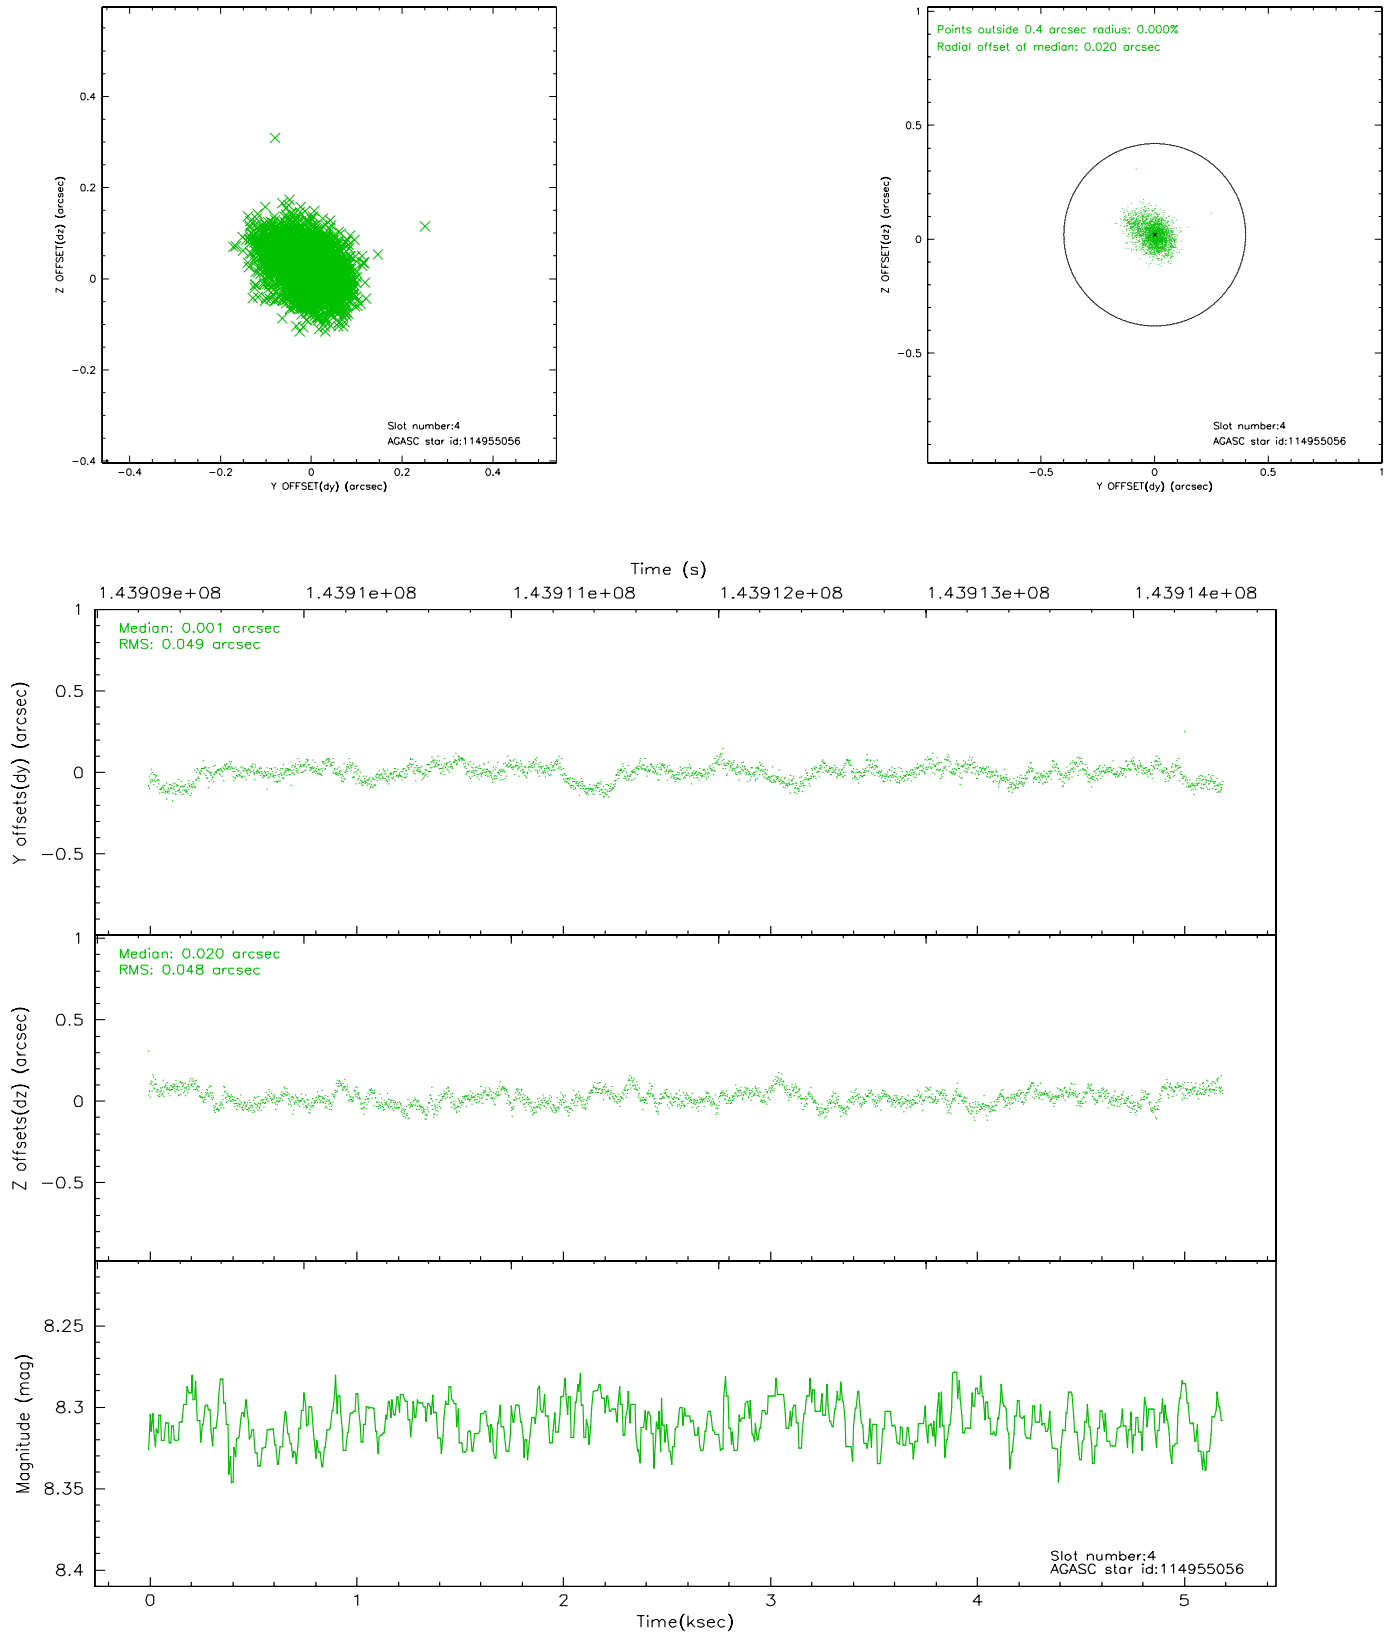 0.4
0.2
0
−0.2
−0.4
Z OFFSET(dz) (arcsec)
Slot number:4
AGASC star id:114955056
−0.4 −0.2 0 0.2 0.4
Y OFFSET(dy) (arcsec)
Points outside 0.4 arcsec radius: 0.000%
Radial offset of median: 0.020 arcsec
1
0.5
0
−0.5
Z OFFSET(dz) (arcsec)
Slot number:4
AGASC star id:114955056
−0.5 0 0.5 1
Y OFFSET(dy) (arcsec)
Time (s)
1.43909e+08 1.4391e+08 1.43911e+08 1.43912e+08 1.43913e+08 1.43914e+08
Median: 0.001 arcsec
RMS: 0.049 arcsec
1
0.5
0
−0.5
Y offsets(dy) (arcsec)
Median: 0.020 arcsec
RMS: 0.048 arcsec
1
0.5
0
−0.5
Z offsets(dz) (arcsec)
8.25
8.3
8.35
8.4
Magnitude (mag)
Slot number:4
AGASC star id:114955056
0 1 2 3 4 5
Time(ksec)